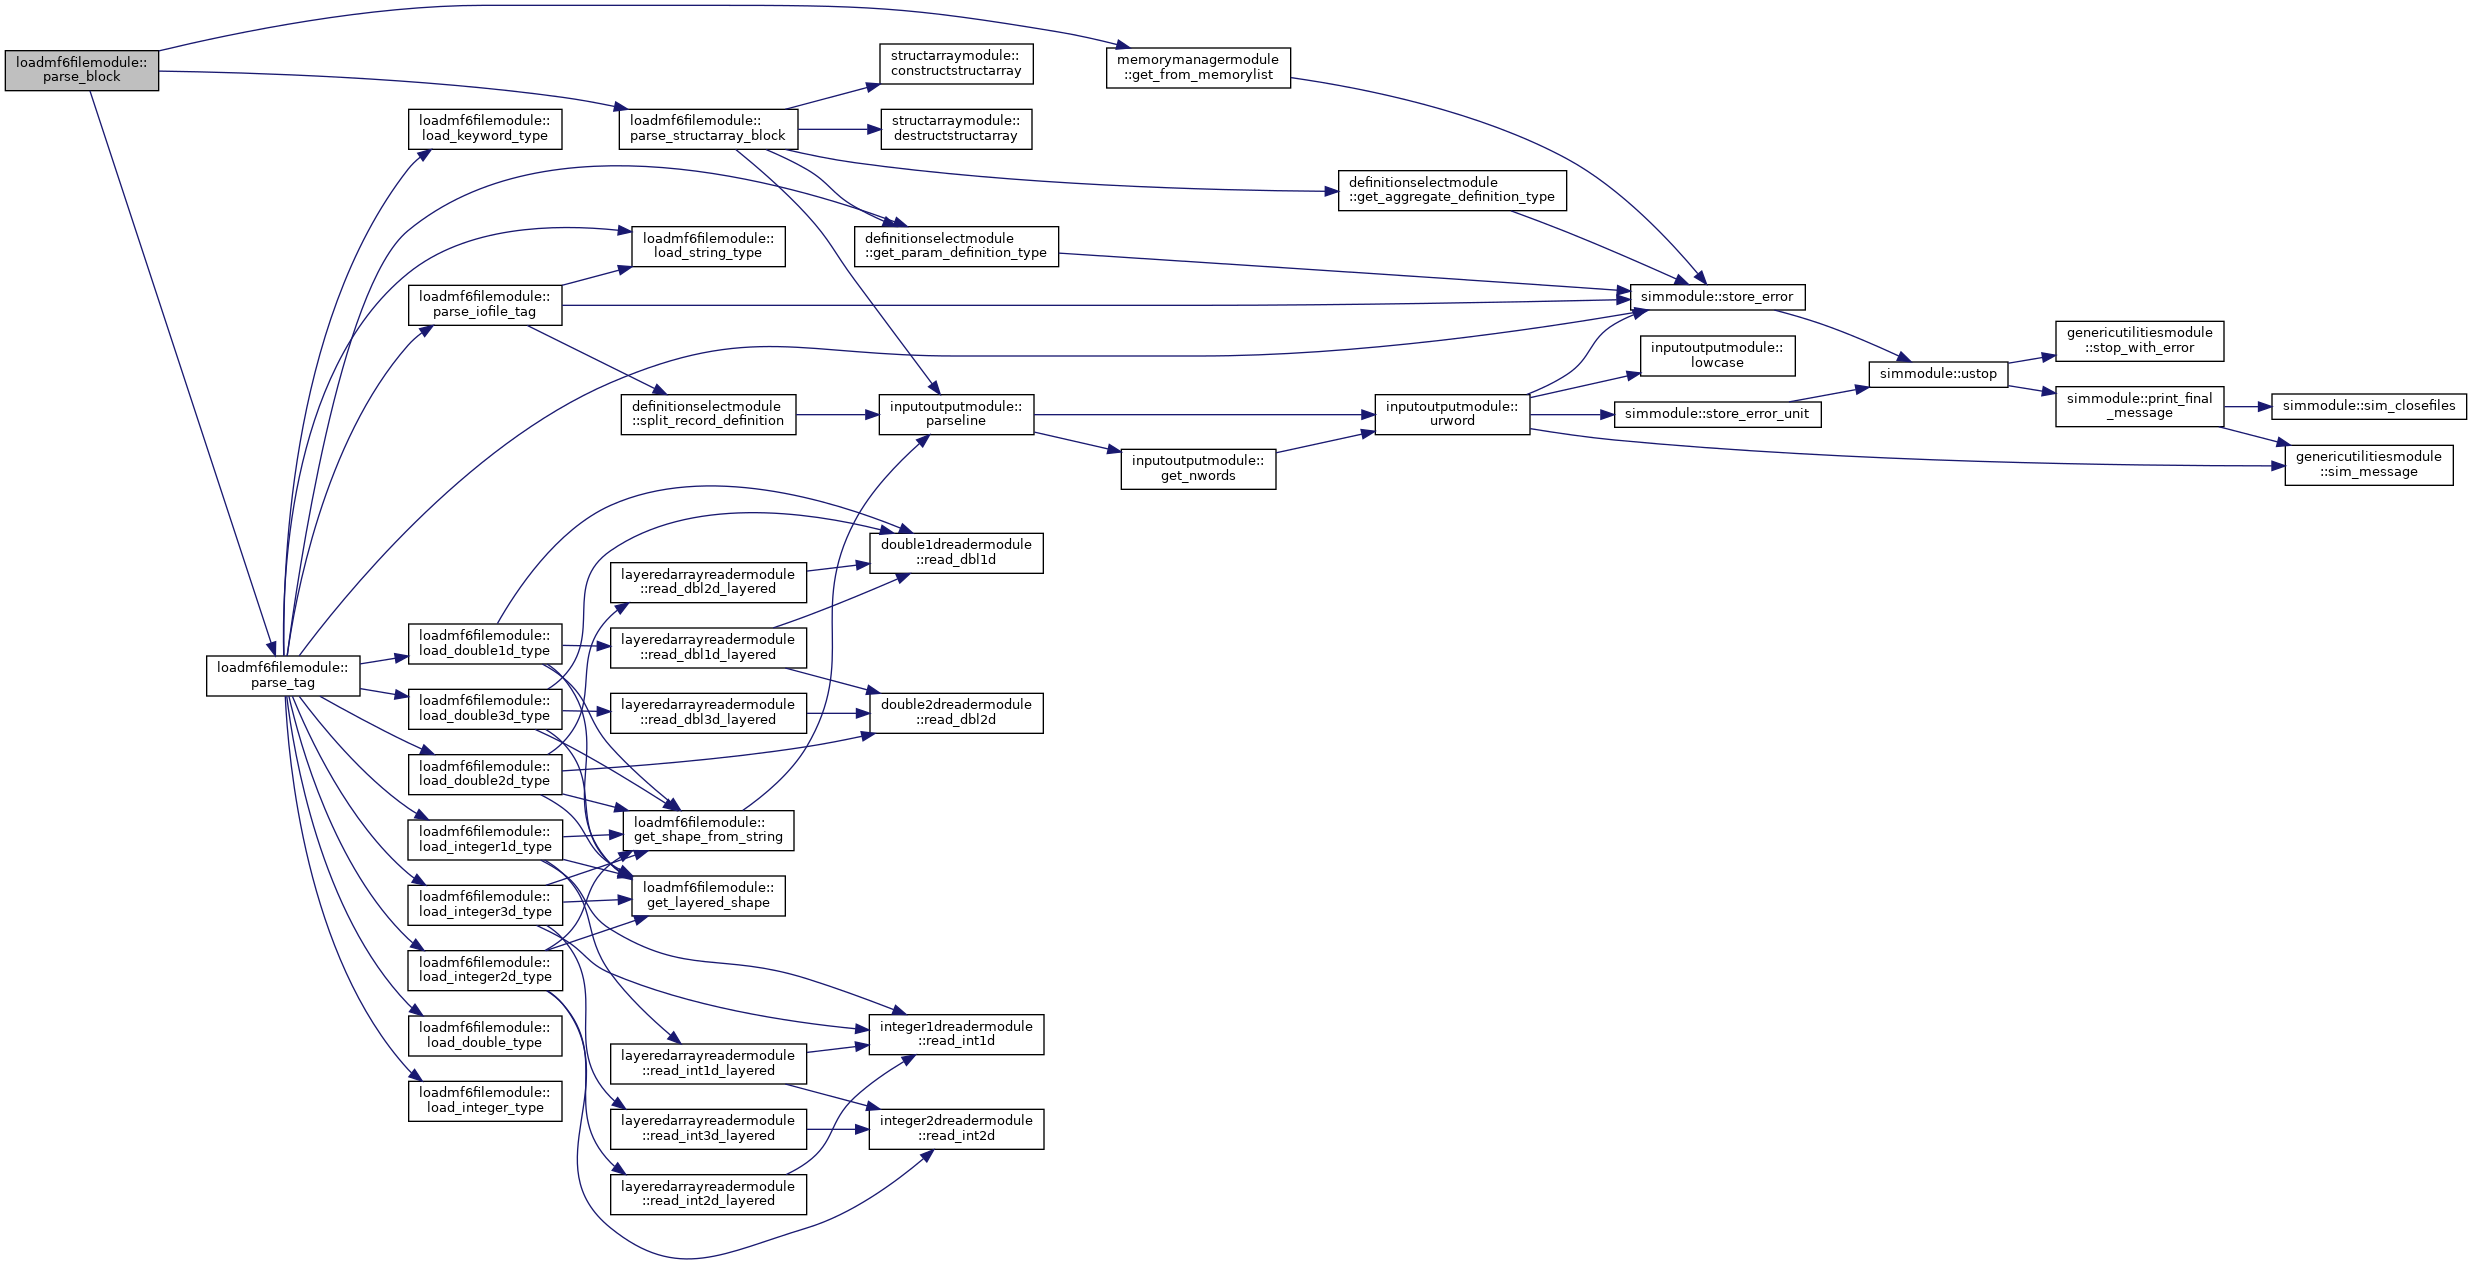 loadmf6filemodule::
parse_block
memorymanagermodule
::get_from_memorylist
structarraymodule::
constructstructarray
loadmf6filemodule::
load_keyword_type
loadmf6filemodule::
parse_structarray_block
structarraymodule::
destructstructarray
definitionselectmodule
::get_aggregate_definition_type
loadmf6filemodule::
load_string_type
definitionselectmodule
::get_param_definition_type
loadmf6filemodule::
parse_iofile_tag
simmodule::store_error
inputoutputmodule::
lowcase
genericutilitiesmodule
::stop_with_error
simmodule::ustop
definitionselectmodule
::split_record_definition
inputoutputmodule::
parseline
inputoutputmodule::
urword
simmodule::store_error_unit
simmodule::print_final
_message
simmodule::sim_closefiles
inputoutputmodule::
get_nwords
genericutilitiesmodule
::sim_message
double1dreadermodule
::read_dbl1d
layeredarrayreadermodule
::read_dbl2d_layered
loadmf6filemodule::
load_double1d_type
layeredarrayreadermodule
::read_dbl1d_layered
loadmf6filemodule::
parse_tag
loadmf6filemodule::
load_double3d_type
layeredarrayreadermodule
::read_dbl3d_layered
double2dreadermodule
::read_dbl2d
loadmf6filemodule::
load_double2d_type
loadmf6filemodule::
load_integer1d_type
loadmf6filemodule::
get_shape_from_string
loadmf6filemodule::
load_integer3d_type
loadmf6filemodule::
get_layered_shape
loadmf6filemodule::
load_integer2d_type
loadmf6filemodule::
load_double_type
integer1dreadermodule
::read_int1d
layeredarrayreadermodule
::read_int1d_layered
loadmf6filemodule::
load_integer_type
layeredarrayreadermodule
::read_int3d_layered
integer2dreadermodule
::read_int2d
layeredarrayreadermodule
::read_int2d_layered